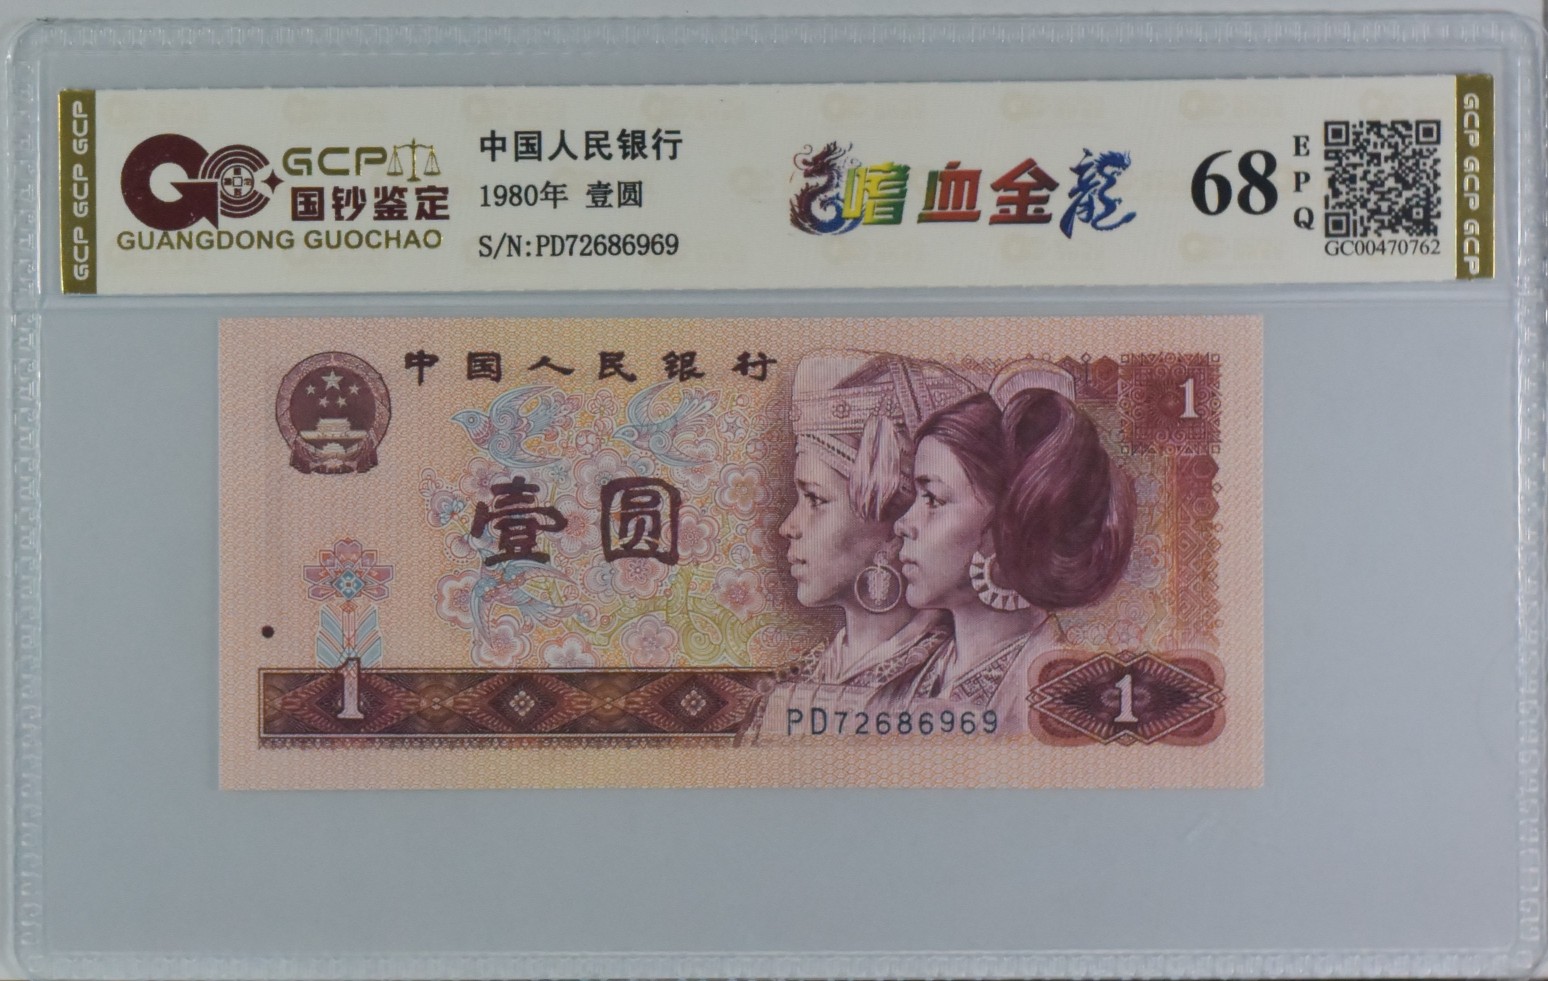 GCP GCP GCP
GCP
国钞鉴定
GUANGDONG GUOCHAO
中国人民银行
1980年 壹圆
S/N:PD72686969
嗜血金龍
68
EPQ
GC00470762
GCP GCP GCP
中国人民银行
1
壹圆
1
PD72686969
1